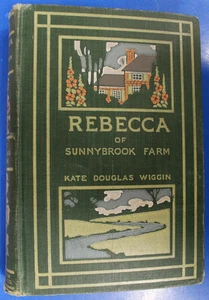 REBECCA
OF
SUNNYBROOK FARM
KATE DOUGLAS WIGGIN